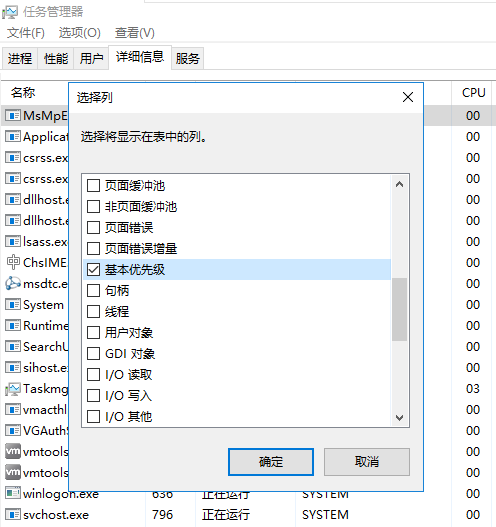 任务管理器
文件(F) 选项(O) 查看(V)
进程 性能 用户 详细信息 服务
名称 CPU
选择列
选择将显示在表中的列。
页面缓冲池
非页面缓冲池
页面错误
页面错误增量
基本优先级
句柄
线程
用户对象
GDI 对象
I/O 读取
I/O 写入
I/O 其他
确定 取消
MsMpE 00
Applicat 00
csrss.ex 00
csrss.ex 00
dllhost.e 00
dllhost.e 00
lsass.exe 00
ChsIME. 00
msdtc.e 00
System 00
Runtime 00
SearchU 00
sihost.ex 00
Taskmg 03
vmacthl 00
VGAuthS 00
vmtools 00
vmtools 00
winlogon.exe 636 正在运行 SYSTEM 00
svchost.exe 796 正在运行 SYSTEM 00